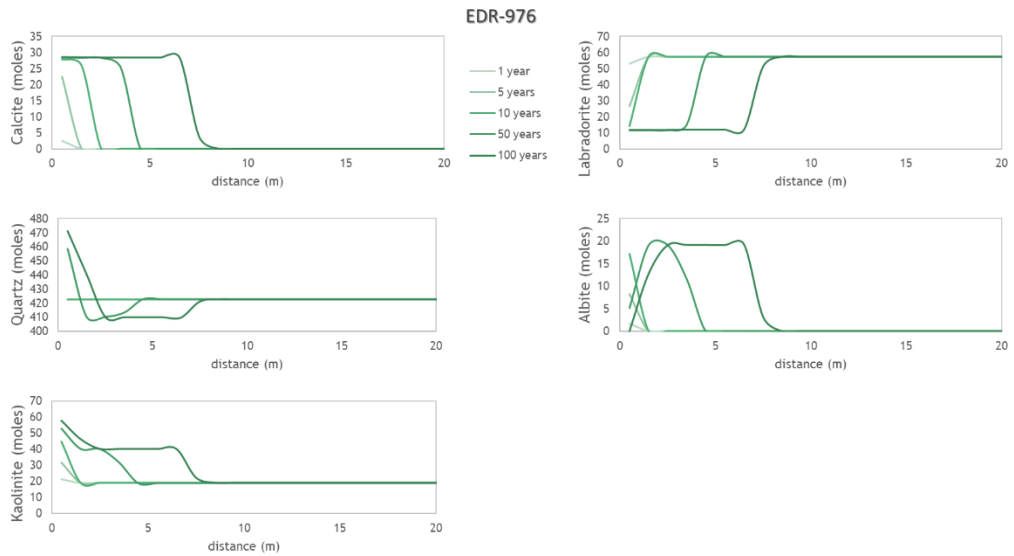 EDR-976
Calcite (moles)
35
30
25
20
15
10
5
0
0 5 10 15 20
distance (m)
1 year
5 years
10 years
50 years
100 years
Labradorite (moles)
70
60
50
40
30
20
10
0
0 5 10 15 20
distance (m)
Quartz (moles)
480
470
460
450
440
430
420
410
400
0 5 10 15 20
distance (m)
Albite (moles)
25
20
15
10
5
0
0 5 10 15 20
distance (m)
Kaolinite (moles)
70
60
50
40
30
20
10
0
0 5 10 15 20
distance (m)